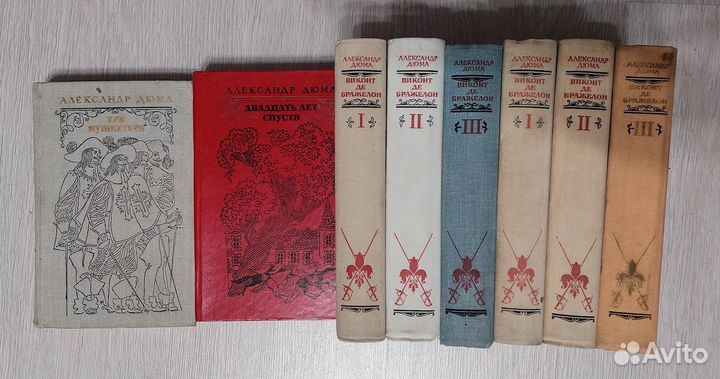 АЛЕКСАНДР ДЮМА
ТРИ
МУШКЕТЕРА
АЛЕКСАНДР ДЮМА
ДВАДЦАТЬ ЛЕТ
СПУСТЯ
АЛЕКСАНДР
ДЮМА
ВИКОНТ
ДЕ
БРАЖЕЛОН
I
АЛЕКСАНДР
ДЮМА
ВИКОНТ
ДЕ
БРАЖЕЛОН
II
АЛЕКСАНДР
ДЮМА
ВИКОНТ
ДЕ
БРАЖЕЛОН
III
АЛЕКСАНДР
ДЮМА
ВИКОНТ
ДЕ
БРАЖЕЛОН
I
АЛЕКСАНДР
ДЮМА
ВИКОНТ
ДЕ
БРАЖЕЛОН
II
АЛЕКСАНДР
ДЮМА
ВИКОНТ
ДЕ
БРАЖЕЛОН
III
Avito